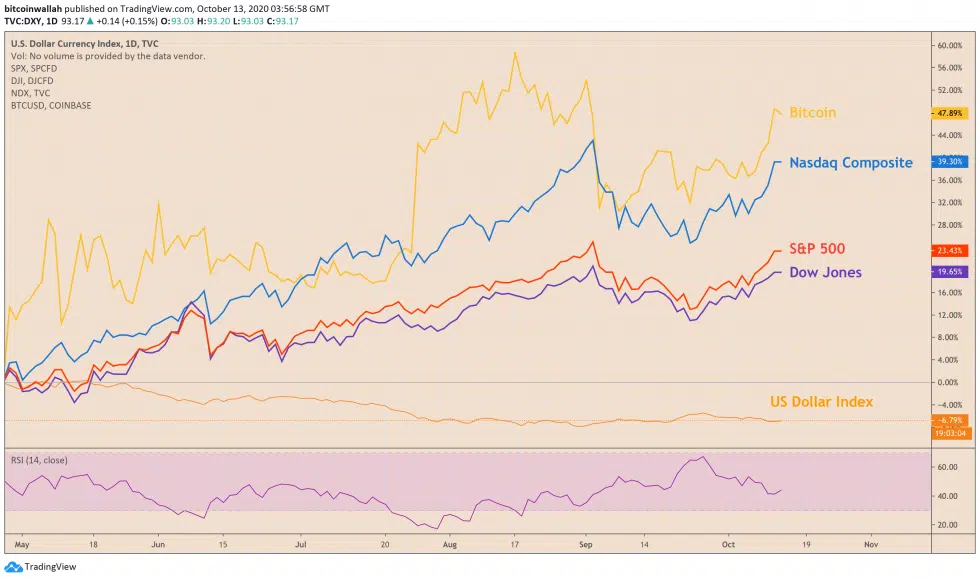 bitcoinwallah published on TradingView.com, October 13, 2020 03:56:58 GMT
TVC:DXY, 1D 93.17 ▲ +0.14 (+0.15%) O:93.03 H:93.20 L:93.03 C:93.17
U.S. Dollar Currency Index, 1D, TVC
Vol: No volume is provided by the data vendor.
SPX, SPCFD
DJI, DJCFD
NDX, TVC
BTCUSD, COINBASE
60.00%
56.00%
52.00%
Bitcoin
47.89%
44.00%
Nasdaq Composite
39.30%
36.00%
32.00%
28.00%
S&P 500
23.43%
Dow Jones
19.65%
16.00%
12.00%
8.00%
4.00%
0.00%
US Dollar Index
-4.00%
-6.79%
19:03:04
RSI (14, close)
60.00
40.00
20.00
May 18 Jun 15 Jul 20 Aug 17 Sep 14 Oct 19 Nov
TradingView